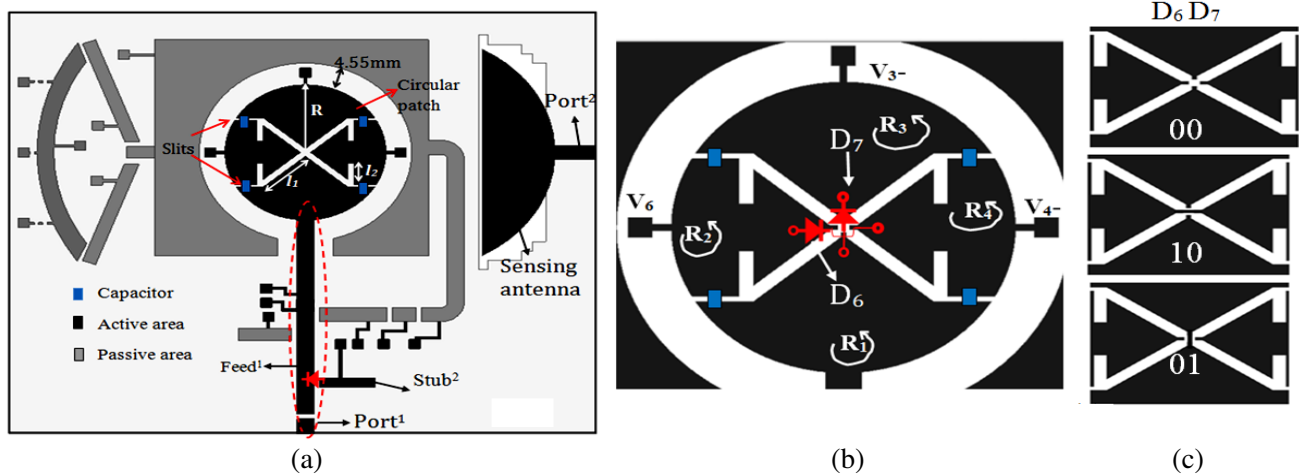 4.55mm
Circular
patch
R
Slits
l₁
l₂
Port²
Sensing
antenna
Capacitor
Active area
Passive area
Feed¹
Stub²
Port¹
(a)
V₃-
R₃
D₇
V₆
R₂
R₄
V₄-
D₆
R₁
(b)
D₆ D₇
00
10
01
(c)